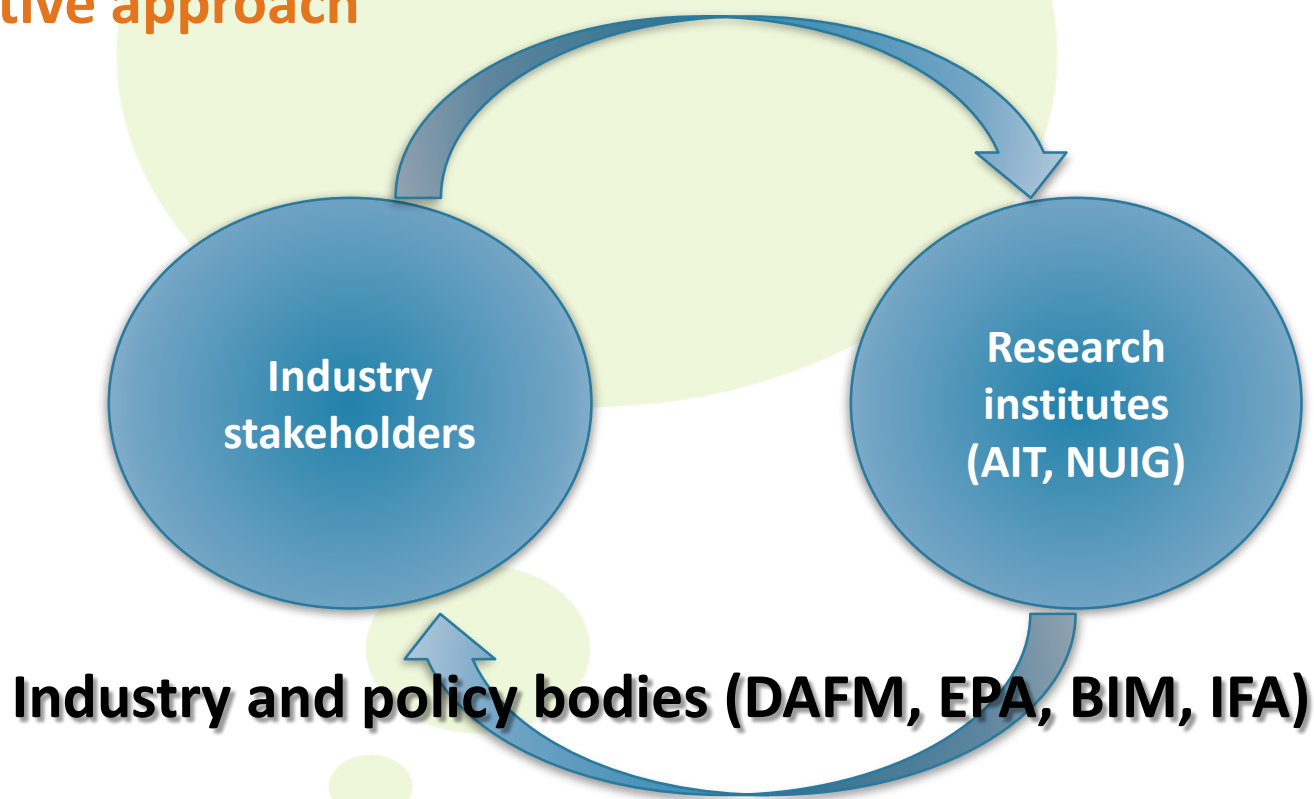 tive approach
Industry
stakeholders
Research
institutes
(AIT, NUIG)
Industry and policy bodies (DAFM, EPA, BIM, IFA)